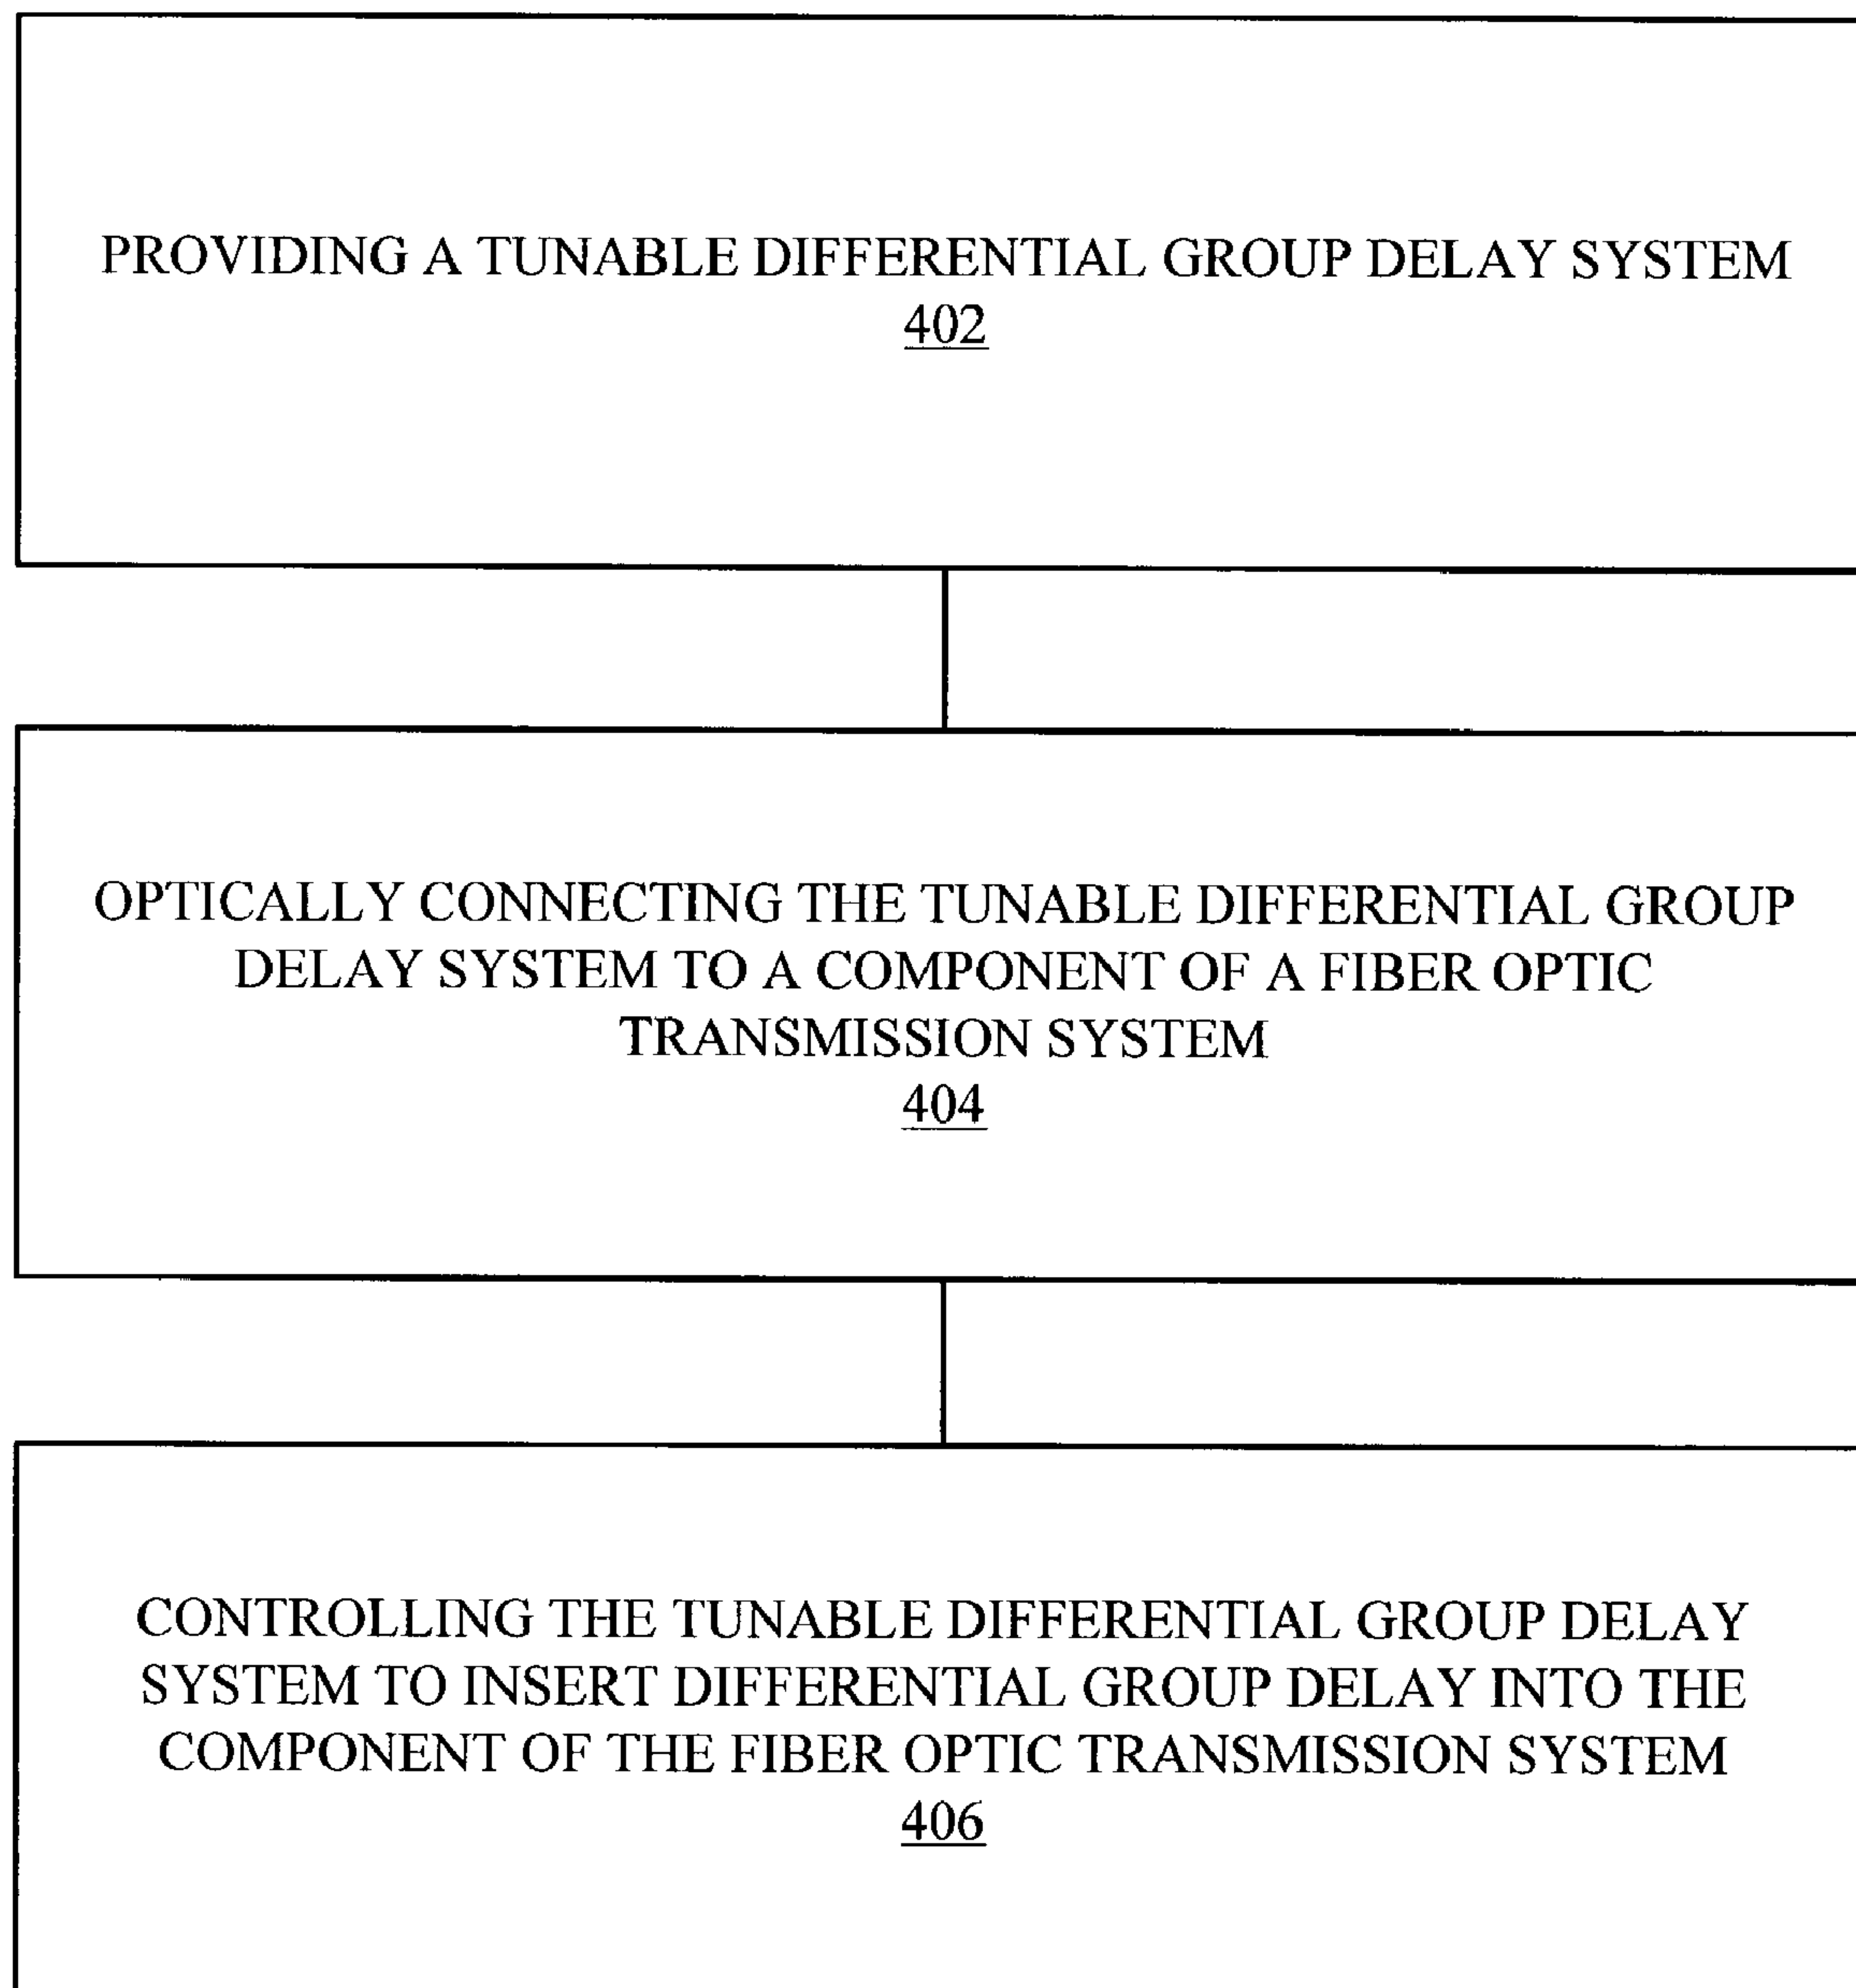 PROVIDING A TUNABLE DIFFERENTIAL GROUP DELAY SYSTEM
402
OPTICALLY CONNECTING THE TUNABLE DIFFERENTIAL GROUP
DELAY SYSTEM TO A COMPONENT OF A FIBER OPTIC
TRANSMISSION SYSTEM
404
CONTROLLING THE TUNABLE DIFFERENTIAL GROUP DELAY
SYSTEM TO INSERT DIFFERENTIAL GROUP DELAY INTO THE
COMPONENT OF THE FIBER OPTIC TRANSMISSION SYSTEM
406